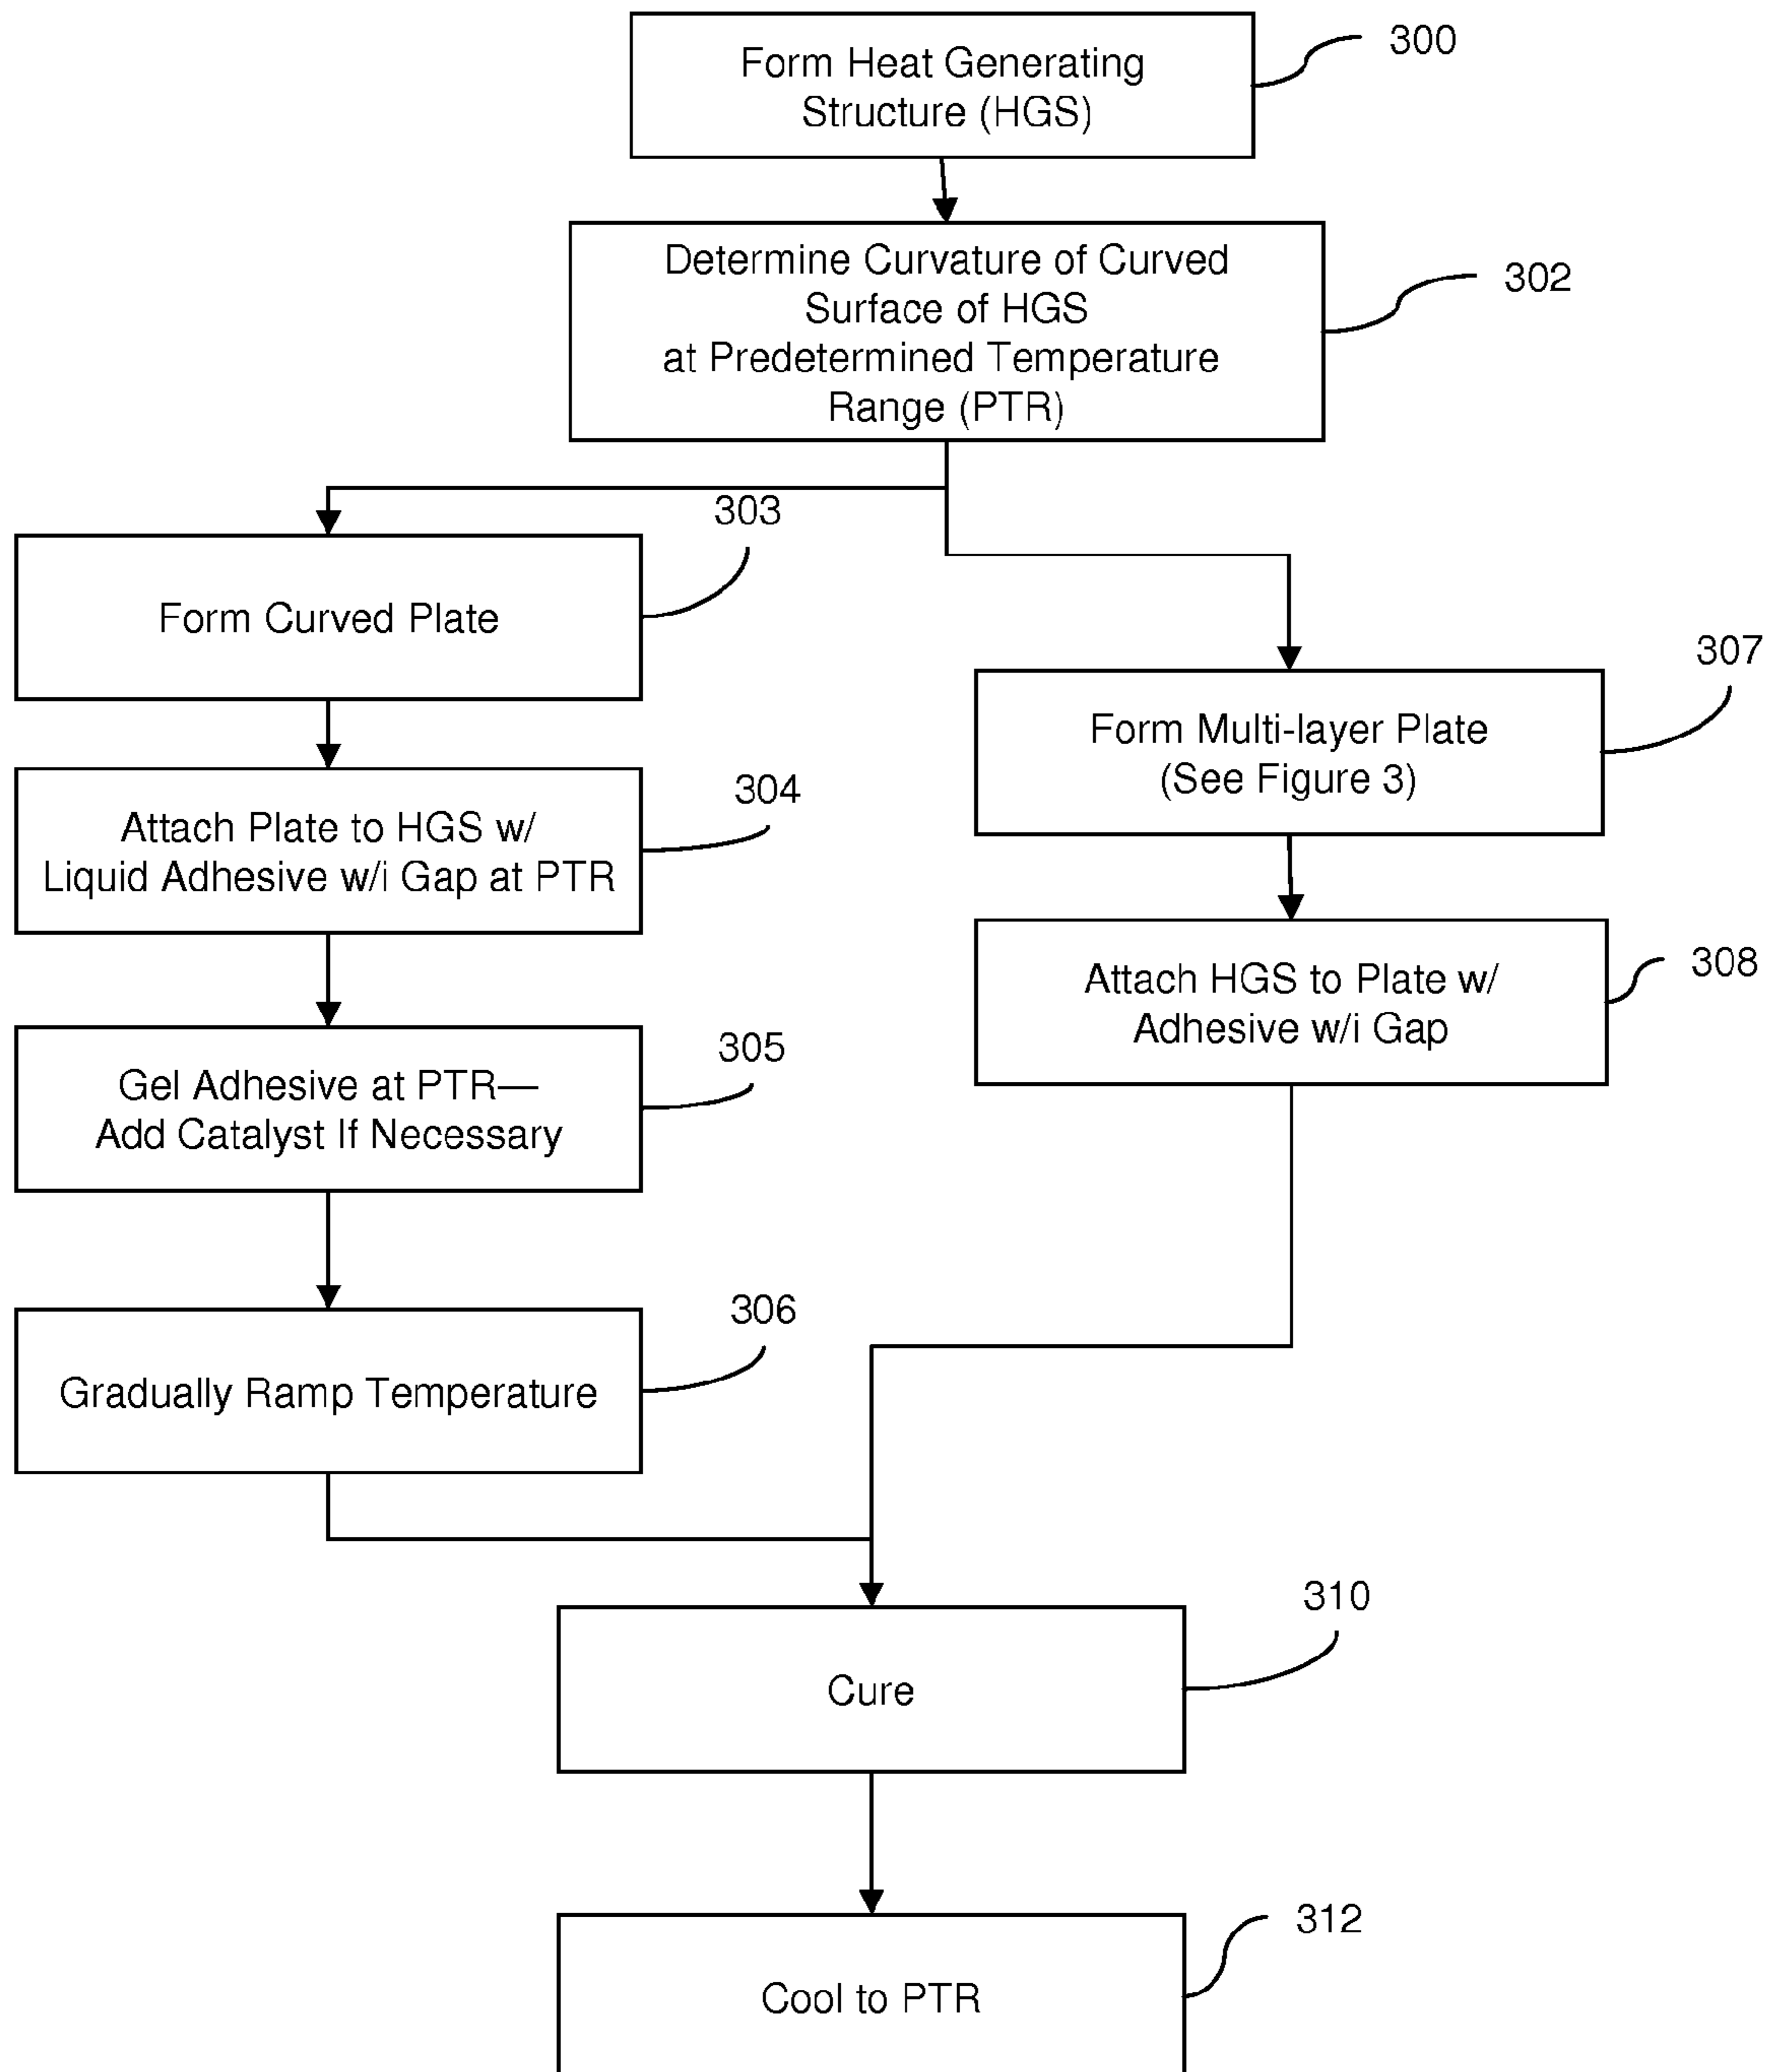 Form Heat Generating
Structure (HGS)
300
Determine Curvature of Curved
Surface of HGS
at Predetermined Temperature
Range (PTR)
302
303
Form Curved Plate
307
Form Multi-layer Plate
(See Figure 3)
304
Attach Plate to HGS w/
Liquid Adhesive w/i Gap at PTR
308
Attach HGS to Plate w/
Adhesive w/i Gap
305
Gel Adhesive at PTR—
Add Catalyst If Necessary
306
Gradually Ramp Temperature
310
Cure
312
Cool to PTR